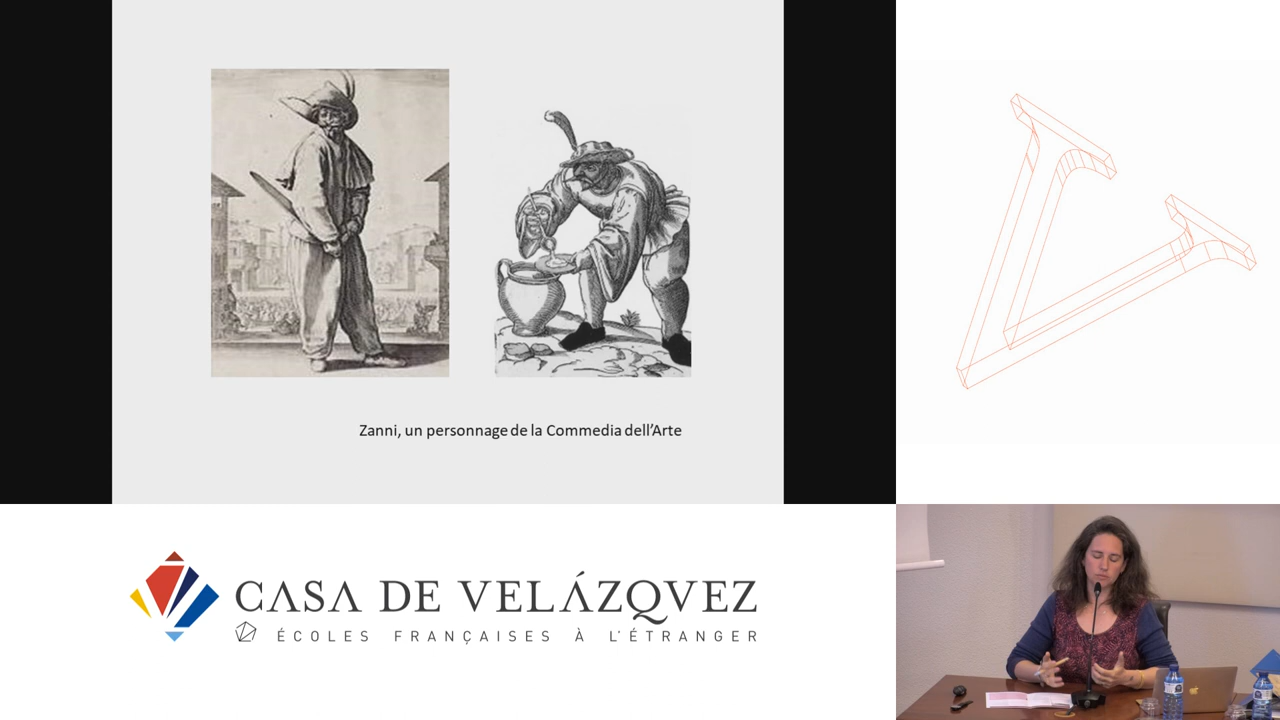 Zanni, un personnage de la Commedia dell'Arte
CASA DE VELÁZQVEZ
ÉCOLES FRANÇAISES À L'ÉTRANGER